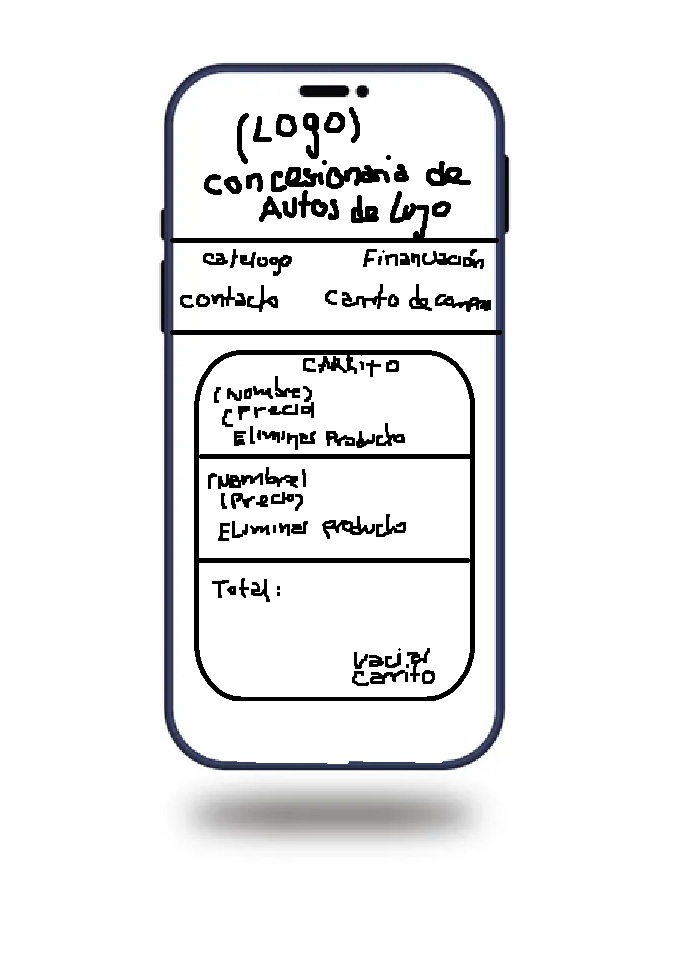 (Logo)
concesionaria de
Autos de lujo
catalogo Financiación
contacto Carrito de compras
CARRITO
(Nombre)
(Precio)
Eliminar Producto
(Nombre)
(Precio)
Eliminar producto
Total:
Vaciar
Carrito